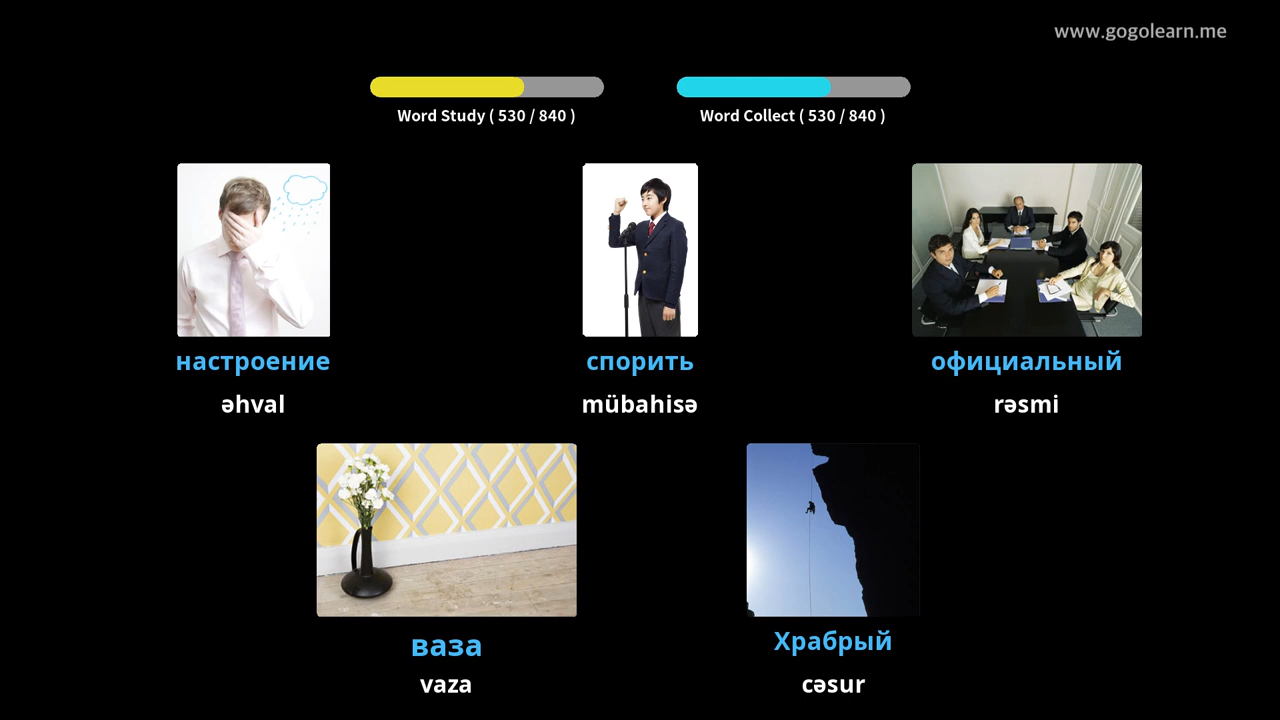 www.gogolearn.me
Word Study ( 530 / 840 )
Word Collect ( 530 / 840 )
настроение
спорить
официальный
əhval
mübahisə
rəsmi
ваза
Храбрый
vaza
cəsur